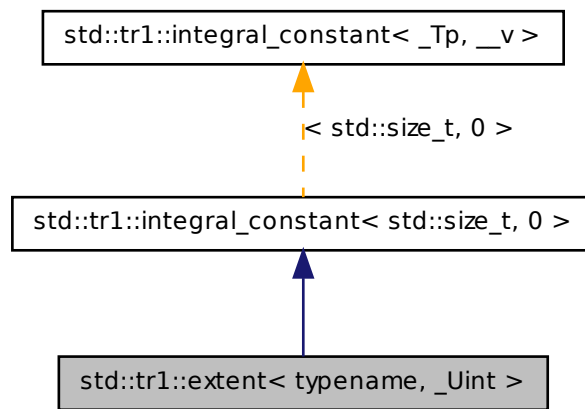 std::tr1::integral_constant< _Tp, __v >
< std::size_t, 0 >
std::tr1::integral_constant< std::size_t, 0 >
std::tr1::extent< typename, _Uint >